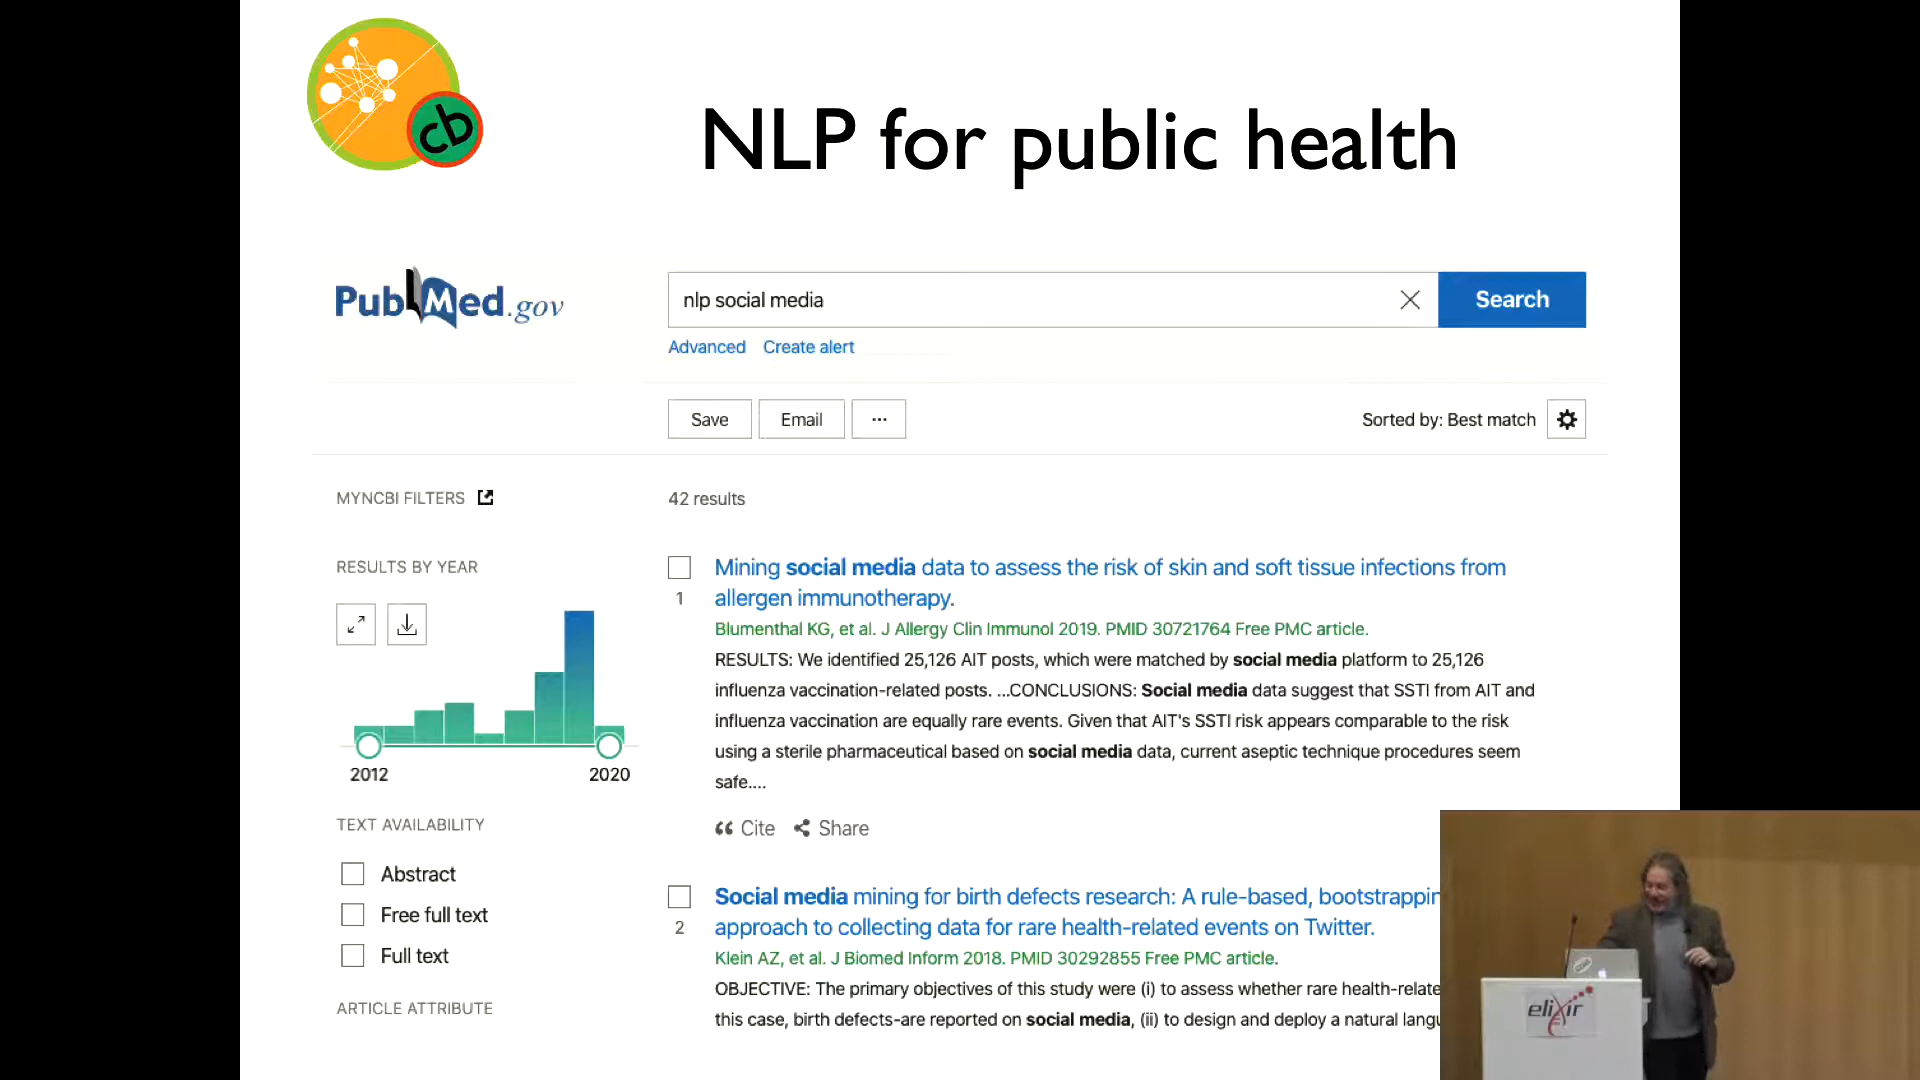 cb
NLP for public health
PubMed.gov
nlp social media
Search
Advanced Create alert
Save Email ...
Sorted by: Best match
MYNCBI FILTERS
42 results
RESULTS BY YEAR
2012 2020
TEXT AVAILABILITY
Abstract
Free full text
Full text
ARTICLE ATTRIBUTE
1
Mining social media data to assess the risk of skin and soft tissue infections from
allergen immunotherapy.
Blumenthal KG, et al. J Allergy Clin Immunol 2019. PMID 30721764 Free PMC article.
RESULTS: We identified 25,126 AIT posts, which were matched by social media platform to 25,126
influenza vaccination-related posts. ...CONCLUSIONS: Social media data suggest that SSTI from AIT and
influenza vaccination are equally rare events. Given that AIT's SSTI risk appears comparable to the risk
using a sterile pharmaceutical based on social media data, current aseptic technique procedures seem
safe....
Cite Share
2
Social media mining for birth defects research: A rule-based, bootstrappin
approach to collecting data for rare health-related events on Twitter.
Klein AZ, et al. J Biomed Inform 2018. PMID 30292855 Free PMC article.
OBJECTIVE: The primary objectives of this study were (i) to assess whether rare health-relate
this case, birth defects-are reported on social media, (ii) to design and deploy a natural langu
elixir